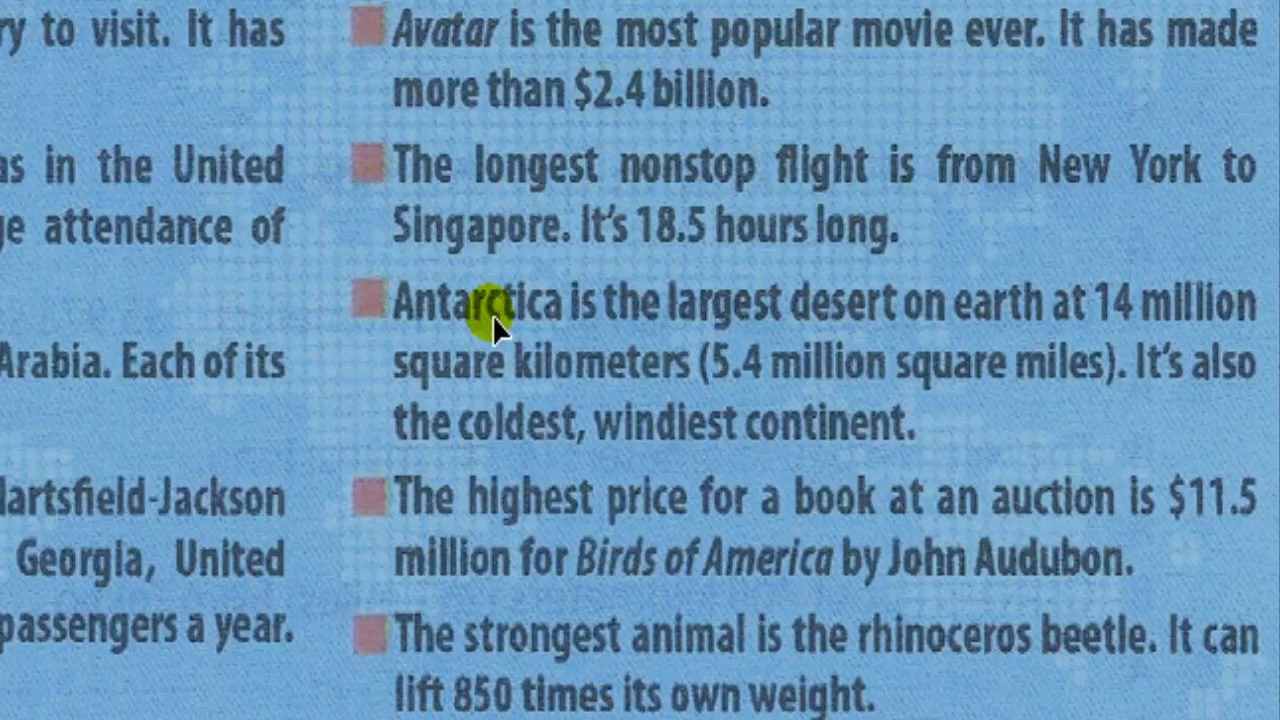 ry to visit. It has
as in the United
ge attendance of
Arabia. Each of its
Hartsfield-Jackson
Georgia, United
passengers a year.
Avatar is the most popular movie ever. It has made
more than $2.4 billion.
The longest nonstop flight is from New York to
Singapore. It's 18.5 hours long.
Antarctica is the largest desert on earth at 14 million
square kilometers (5.4 million square miles). It's also
the coldest, windiest continent.
The highest price for a book at an auction is $11.5
million for Birds of America by John Audubon.
The strongest animal is the rhinoceros beetle. It can
lift 850 times its own weight.